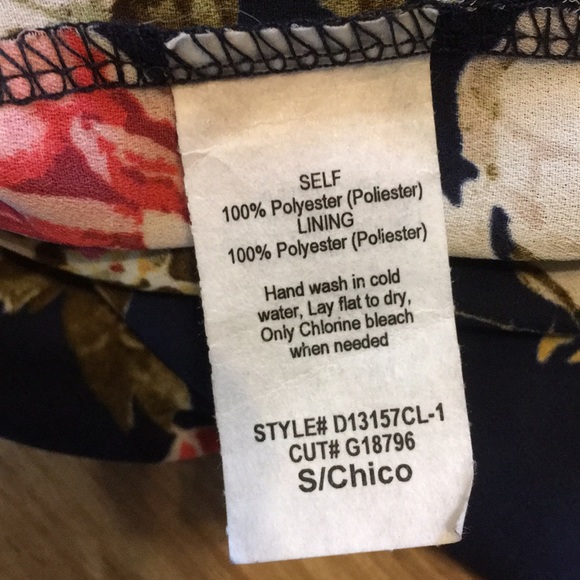 SELF
100% Polyester (Poliester)
LINING
100% Polyester (Poliester)
Hand wash in cold
water, Lay flat to dry,
Only Chlorine bleach
when needed
STYLE# D13157CL-1
CUT# G18796
S/Chico